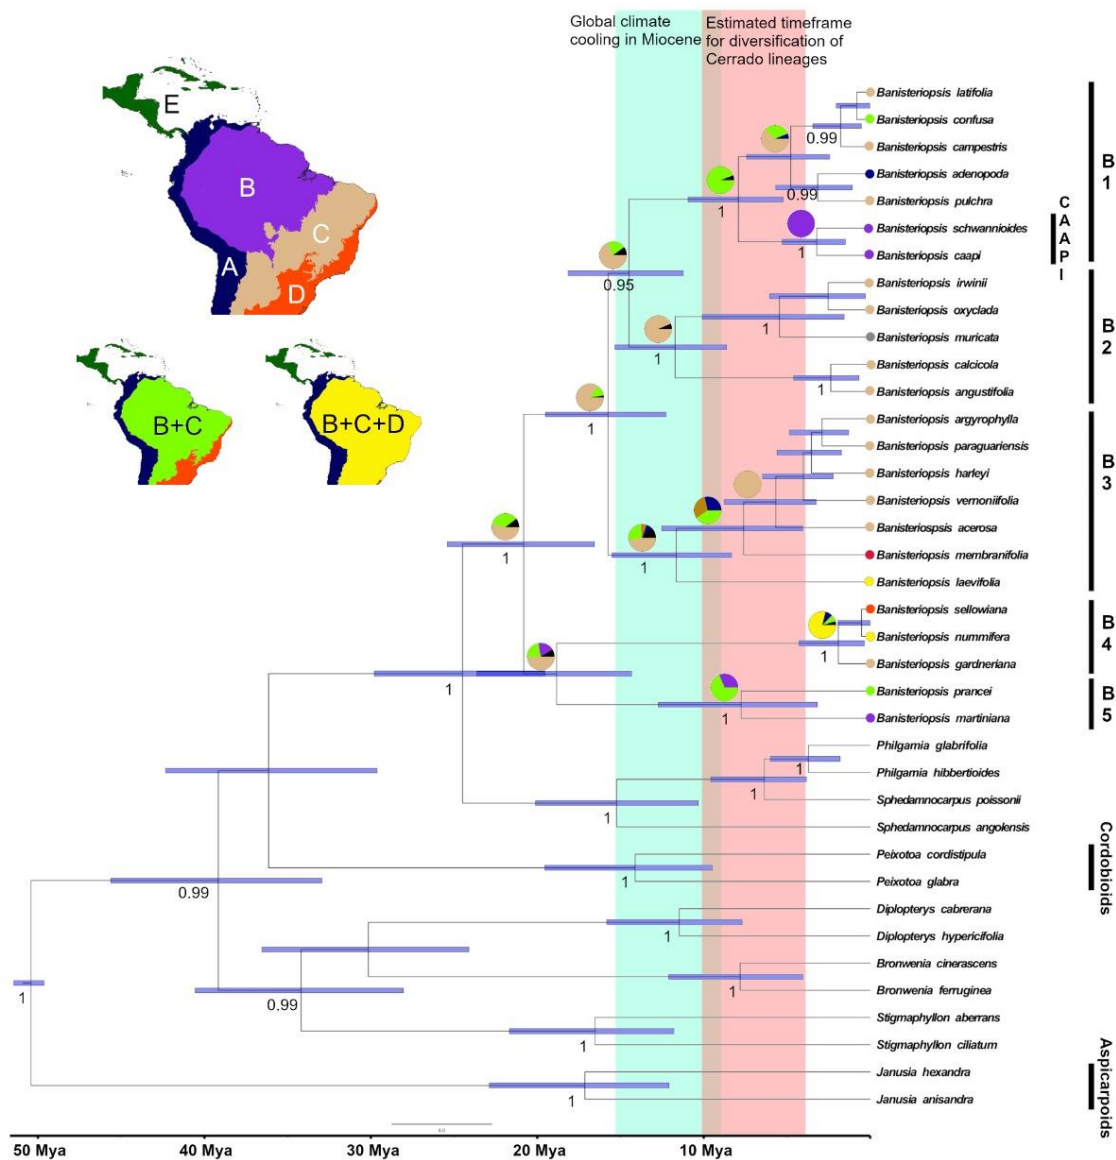 Global climate
cooling in Miocene
Estimated timeframe
for diversification of
Cerrado lineages
E
B
C
A
D
B+C
B+C+D
Banisteriopsis latifolia
Banisteriopsis confusa
0.99
Banisteriopsis campestris
Banisteriopsis adenopoda
0.99
Banisteriopsis pulchra
1
Banisteriopsis schwannioides
1
Banisteriopsis caapi
B
1
CAAPI
0.95
Banisteriopsis irwinii
Banisteriopsis oxyclada
1
Banisteriopsis muricata
1
Banisteriopsis calcicola
1
Banisteriopsis angustifolia
B
2
1
Banisteriopsis argyrophylla
Banisteriopsis paraguariensis
Banisteriopsis harleyi
Banisteriopsis vernoniifolia
Banisteriospsis acerosa
1
Banisteriopsis membranifolia
1
Banisteriopsis laevifolia
B
3
Banisteriopsis sellowiana
Banisteriopsis nummifera
1
Banisteriopsis gardneriana
B
4
1
Banisteriopsis prancei
1
Banisteriopsis martiniana
B
5
Philgamia glabrifolia
1
Philgamia hibbertioides
1
Sphedamnocarpus poissonii
1
Sphedamnocarpus angolensis
Peixotoa cordistipula
1
Peixotoa glabra
Cordobioids
0.99
Diplopterys cabrerana
1
Diplopterys hypericifolia
Bronwenia cinerascens
1
Bronwenia ferruginea
0.99
1
Stigmaphyllon aberrans
1
Stigmaphyllon ciliatum
Janusia hexandra
1
Janusia anisandra
Aspicarpoids
50 Mya
40 Mya
20 Mya
10 Mya